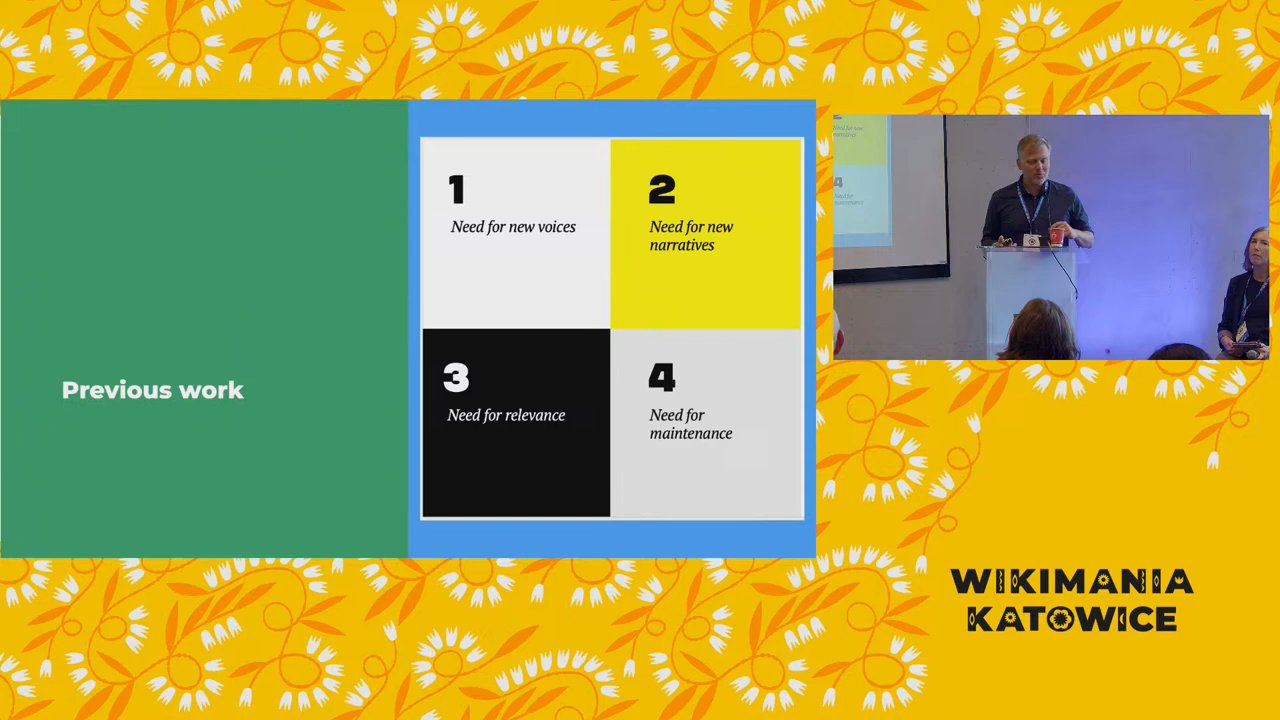 Previous work
1
Need for new voices
2
Need for new
narratives
3
Need for relevance
4
Need for
maintenance
4
WIKIMANIA
KATOWICE